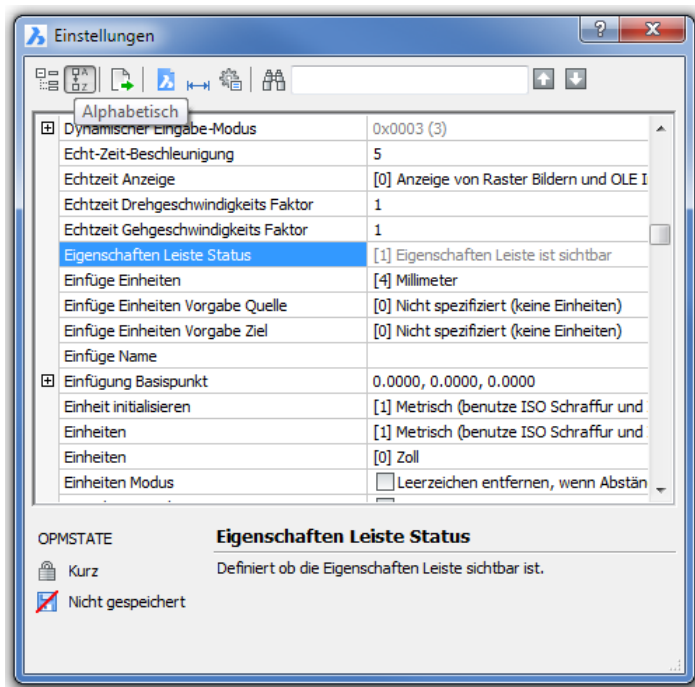 Einstellungen
Alphabetisch
Dynamischer Eingabe-Modus 0x0003 (3)
Echt-Zeit-Beschleunigung 5
Echtzeit Anzeige [0] Anzeige von Raster Bildern und OLE
Echtzeit Drehgeschwindigkeits Faktor 1
Echtzeit Gehgeschwindigkeits Faktor 1
Eigenschaften Leiste Status [1] Eigenschaften Leiste ist sichtbar
Einfüge Einheiten [4] Millimeter
Einfüge Einheiten Vorgabe Quelle [0] Nicht spezifiziert (keine Einheiten)
Einfüge Einheiten Vorgabe Ziel [0] Nicht spezifiziert (keine Einheiten)
Einfüge Name
Einfügung Basispunkt 0.0000, 0.0000, 0.0000
Einheit initialisieren [1] Metrisch (benutze ISO Schraffur und
Einheiten [1] Metrisch (benutze ISO Schraffur und
Einheiten [0] Zoll
Einheiten Modus Leerzeichen entfernen, wenn Abstän
OPMSTATE
Eigenschaften Leiste Status
Kurz
Definiert ob die Eigenschaften Leiste sichtbar ist.
Nicht gespeichert